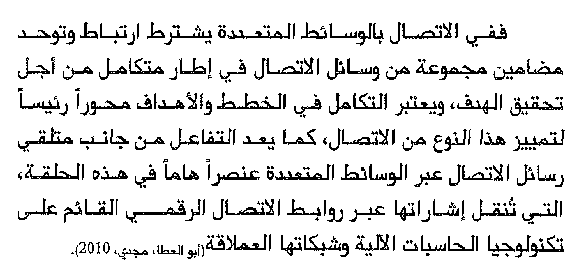 ففي الاتصال بالوسائط المتعددة يشترط ارتباط وتوحد
مضامين مجموعة من وسائل الاتصال في إطار متكامل من أجل
تحقيق الهدف، ويعتبر التكامل في الخطط والأهداف محوراً رئيساً
لتمييز هذا النوع من الاتصال، كما يعد التفاعل من جانب متلقي
رسائل الاتصال عبر الوسائط المتعددة عنصراً هاماً في هذه الحلقة،
التي تُنقل إشاراتها عبر روابط الاتصال الرقمي القائم على
تكنولوجيا الحاسبات الآلية وشبكاتها العملاقة(أبو العطا، مجدي، 2010).